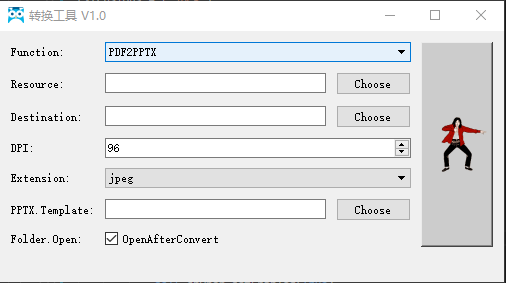 转换工具 V1.0
Function: PDF2PPTX
Resource: Choose
Destination: Choose
DPI: 96
Extension: jpeg
PPTX.Template: Choose
Folder.Open: OpenAfterConvert